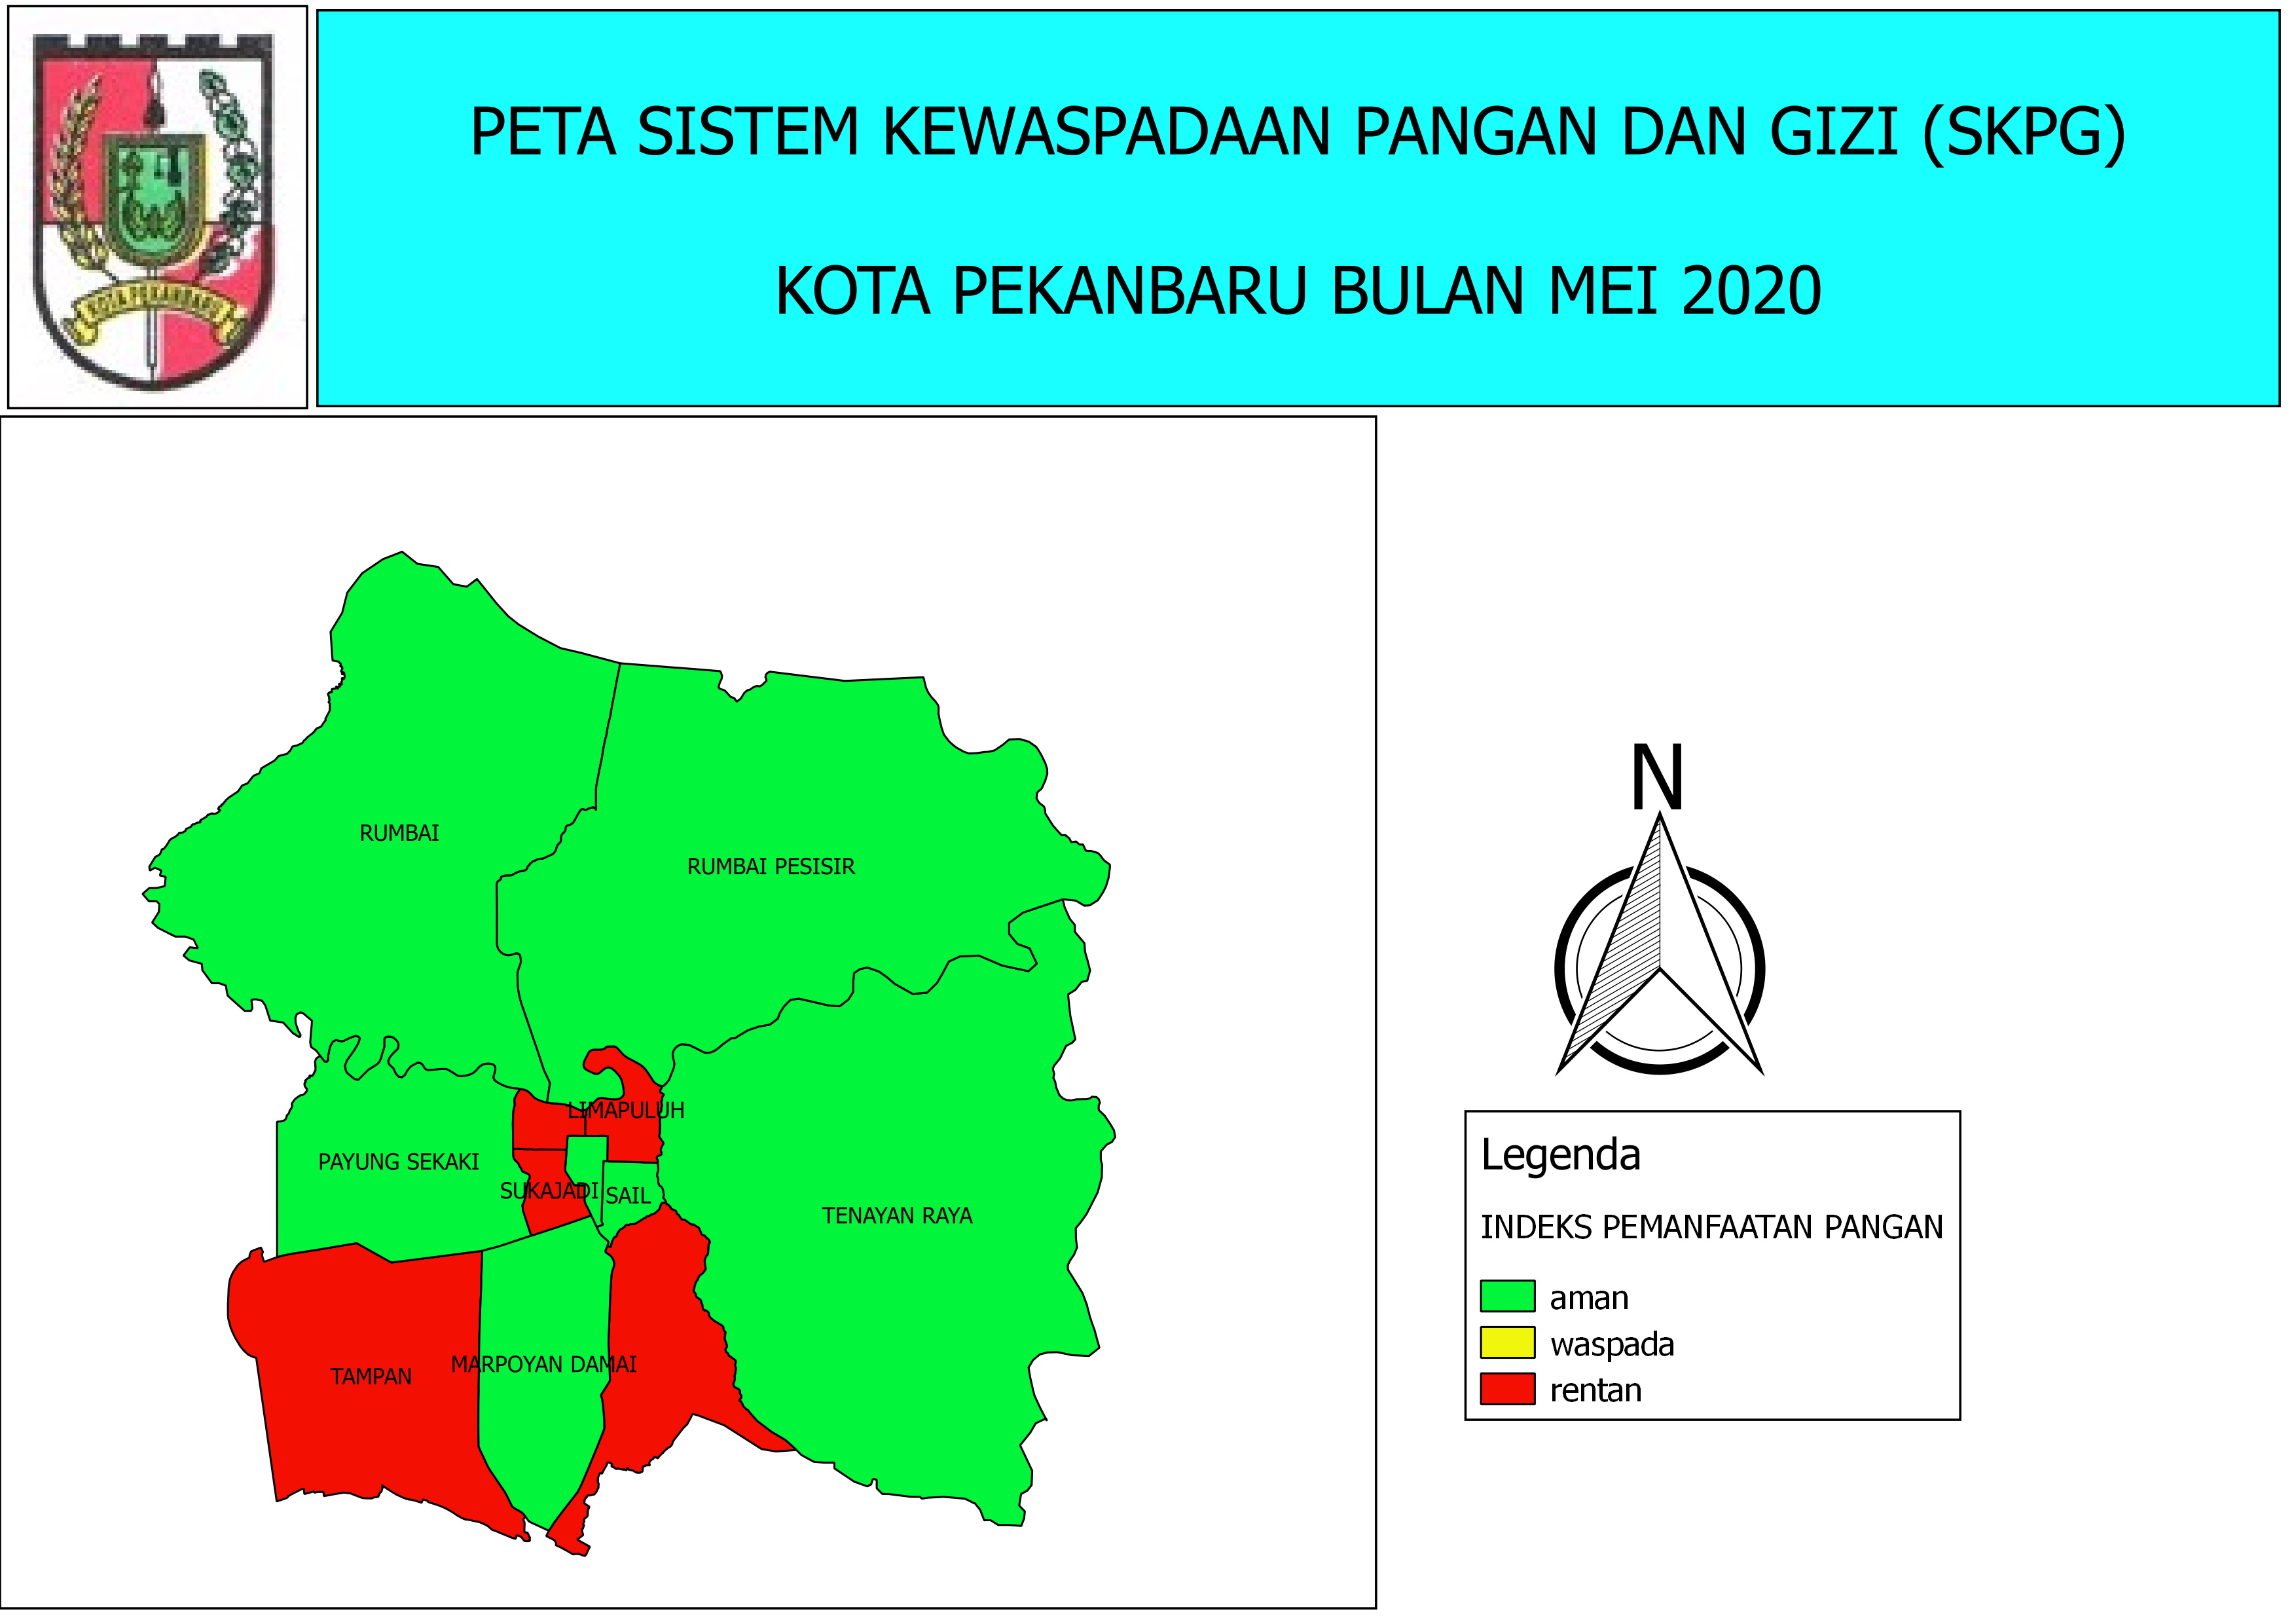 KOTA PEKANBARU
PETA SISTEM KEWASPADAAN PANGAN DAN GIZI (SKPG)
KOTA PEKANBARU BULAN MEI 2020
RUMBAI
RUMBAI PESISIR
LIMAPULUH
PAYUNG SEKAKI
SUKAJADI
SAIL
TENAYAN RAYA
MARPOYAN DAMAI
TAMPAN
N
Legenda
INDEKS PEMANFAATAN PANGAN
aman
waspada
rentan